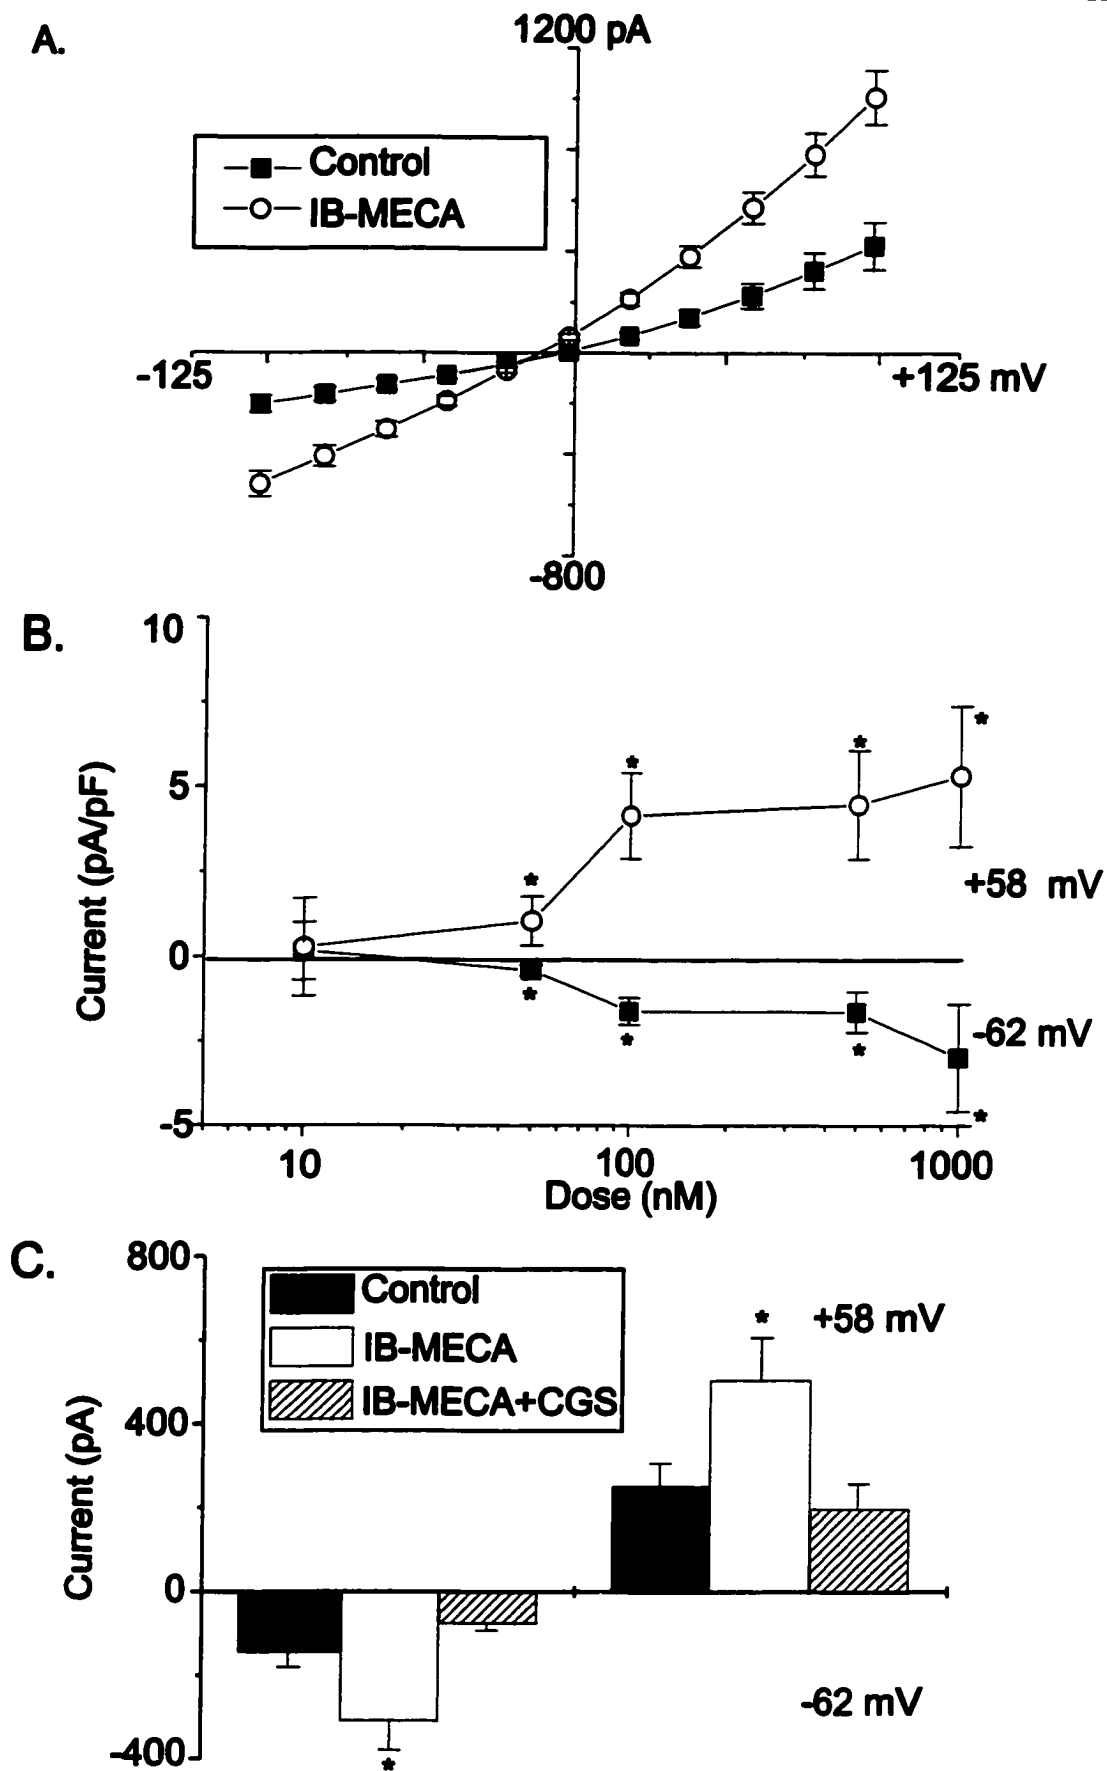 A.
1200 pA
Control
IB-MECA
-125
+125 mV
-800
B.
10
*
*
*
5
Current (pA/pF)
*
+58 mV
0
*
-62 mV
*
*
*
-5
10
100
1000
Dose (nM)
C.
800
Control
*
+58 mV
IB-MECA
IB-MECA+CGS
400
Current (pA)
0
-62 mV
-400
*